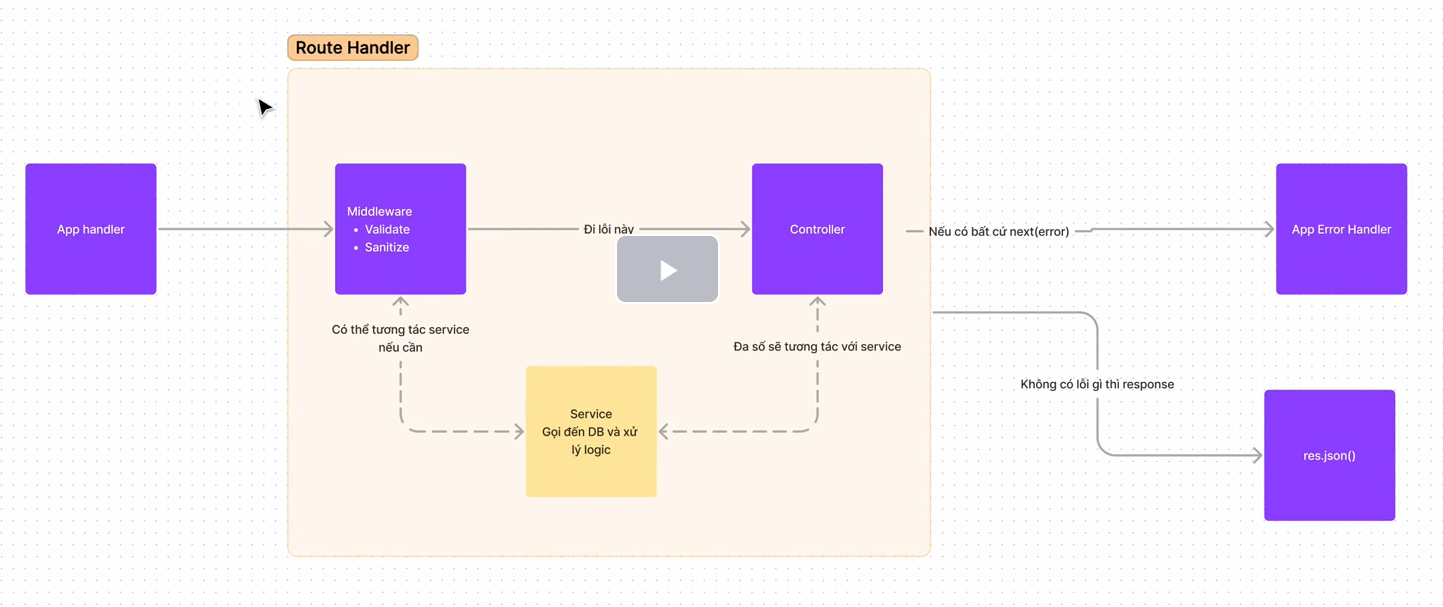 Route Handler
App handler
Middleware
• Validate
• Sanitize
Đi lỗi này
Controller
Nếu có bất cứ next(error)
App Error Handler
Có thể tương tác service
nếu cần
Đa số sẽ tương tác với service
Service
Gọi đến DB và xử
lý logic
Không có lỗi gì thì response
res.json()